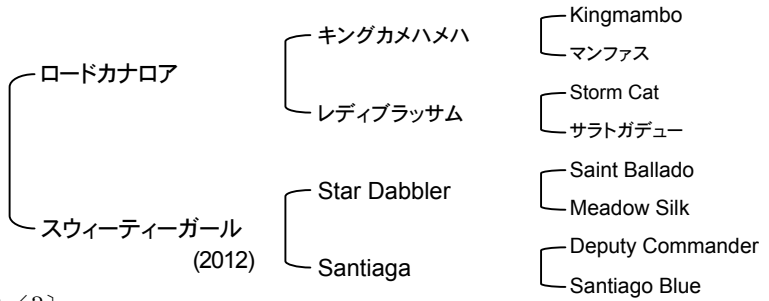 ロードカナロア
スウィーティーガール
(2012)
キングカメハメハ
レディブラッサム
Star Dabbler
Santiaga
Kingmambo
マンファス
Storm Cat
サラトガデュー
Saint Ballado
Meadow Silk
Deputy Commander
Santiago Blue